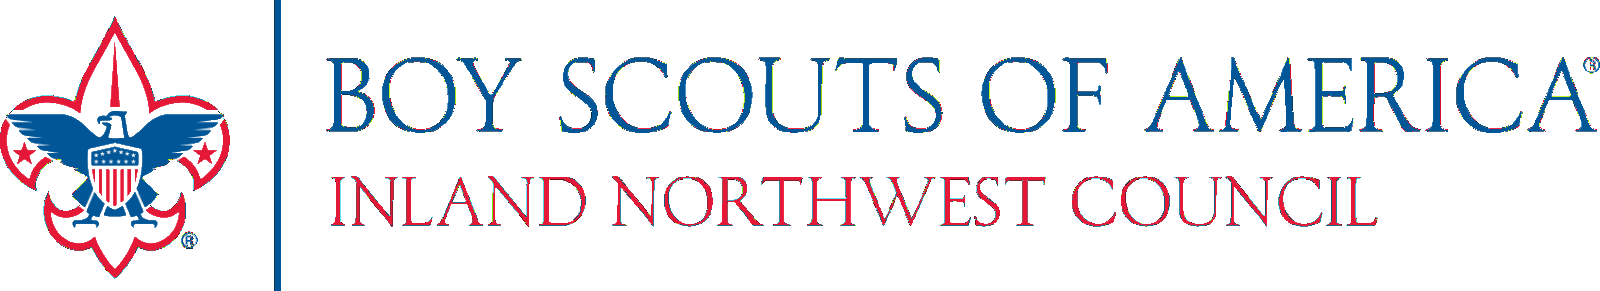 BOY SCOUTS OF AMERICA®
INLAND NORTHWEST COUNCIL
®